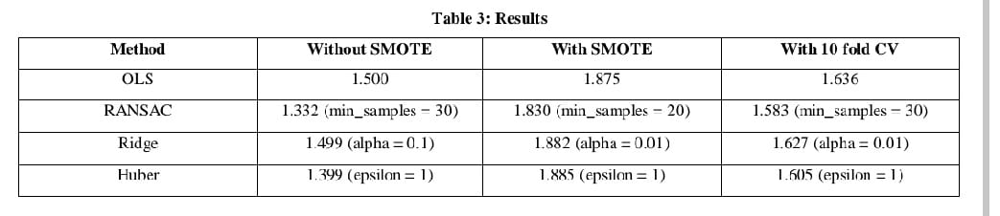 Table 3: Results
Method Without SMOTE With SMOTE With 10 fold CV
OLS 1.500 1.875 1.636
RANSAC 1.332 (min_samples = 30) 1.830 (min_samples = 20) 1.583 (min_samples = 30)
Ridge 1.499 (alpha = 0.1) 1.882 (alpha = 0.01) 1.627 (alpha = 0.01)
Huber 1.399 (epsilon = 1) 1.885 (epsilon = 1) 1.605 (epsilon = 1)